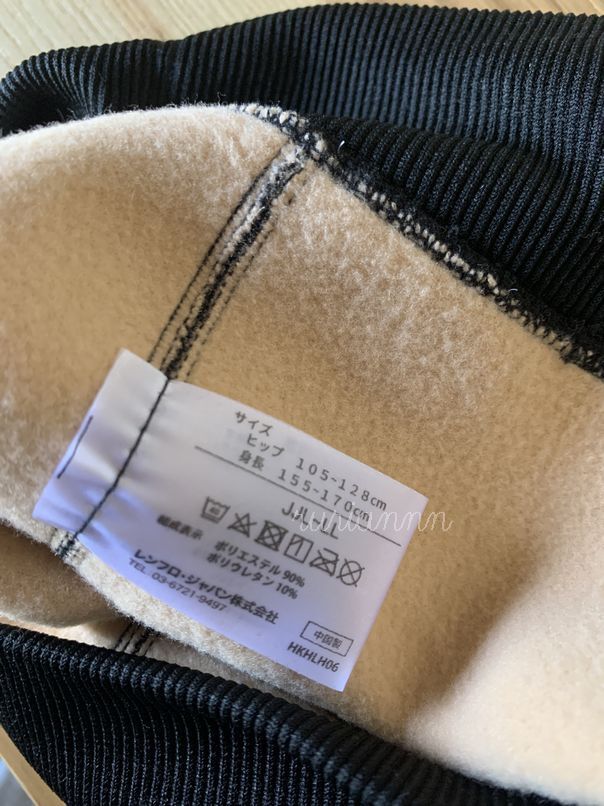 サイズ
ヒップ 105~128cm
身長 155~170cm
組成表示 ポリエステル 90%
ポリウレタン 10%
レンフロ・ジャパン株式会社
TEL 03-6721-9497
中国製
HKHLH06